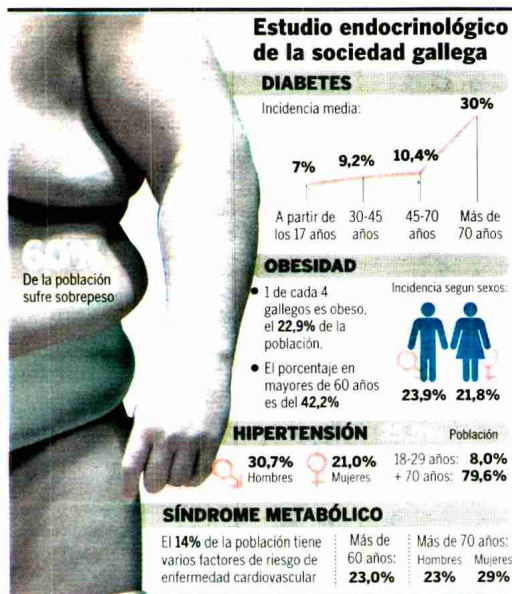 Estudio endocrinológico
de la sociedad gallega
DIABETES
Incidencia media:
7%
9,2%
10,4%
30%
A partir de
los 17 años
30-45
años
45-70
años
Más de
70 años
60%
De la población
sufre sobrepeso
OBESIDAD
• 1 de cada 4
gallegos es obeso,
el 22,9% de la
población.
• El porcentaje en
mayores de 60 años
es del 42,2%
Incidencia segun sexos:
23,9% 21,8%
HIPERTENSIÓN
30,7%
Hombres
21,0%
Mujeres
Población
18-29 años: 8,0%
+ 70 años: 79,6%
SÍNDROME METABÓLICO
El 14% de la población tiene
varios factores de riesgo de
enfermedad cardiovascular
Más de
60 años:
23,0%
Más de 70 años:
Hombres Mujeres
23% 29%